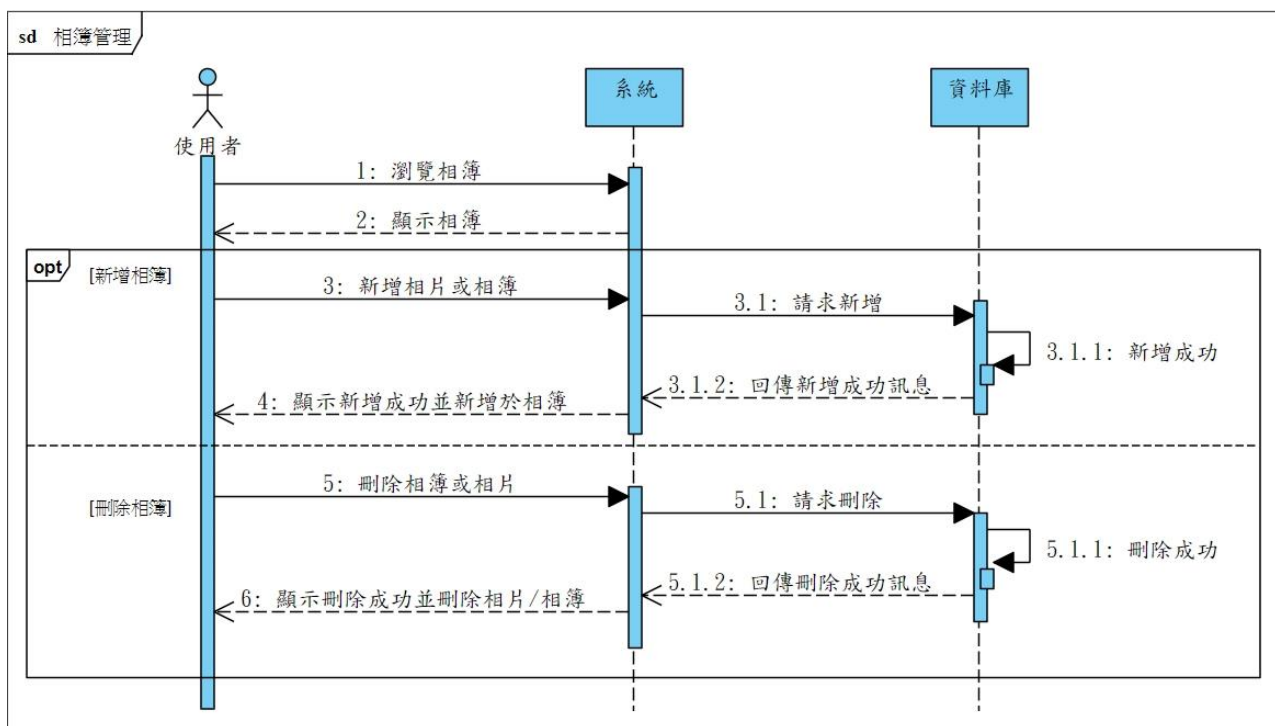 sd 相簿管理
系統
資料庫
使用者
1: 瀏覽相簿
2: 顯示相簿
opt
[新增相簿]
3: 新增相片或相簿
3.1: 請求新增
3.1.1: 新增成功
3.1.2: 回傳新增成功訊息
4: 顯示新增成功並新增於相簿
[刪除相簿]
5: 刪除相簿或相片
5.1: 請求刪除
5.1.1: 刪除成功
5.1.2: 回傳刪除成功訊息
6: 顯示刪除成功並刪除相片/相簿